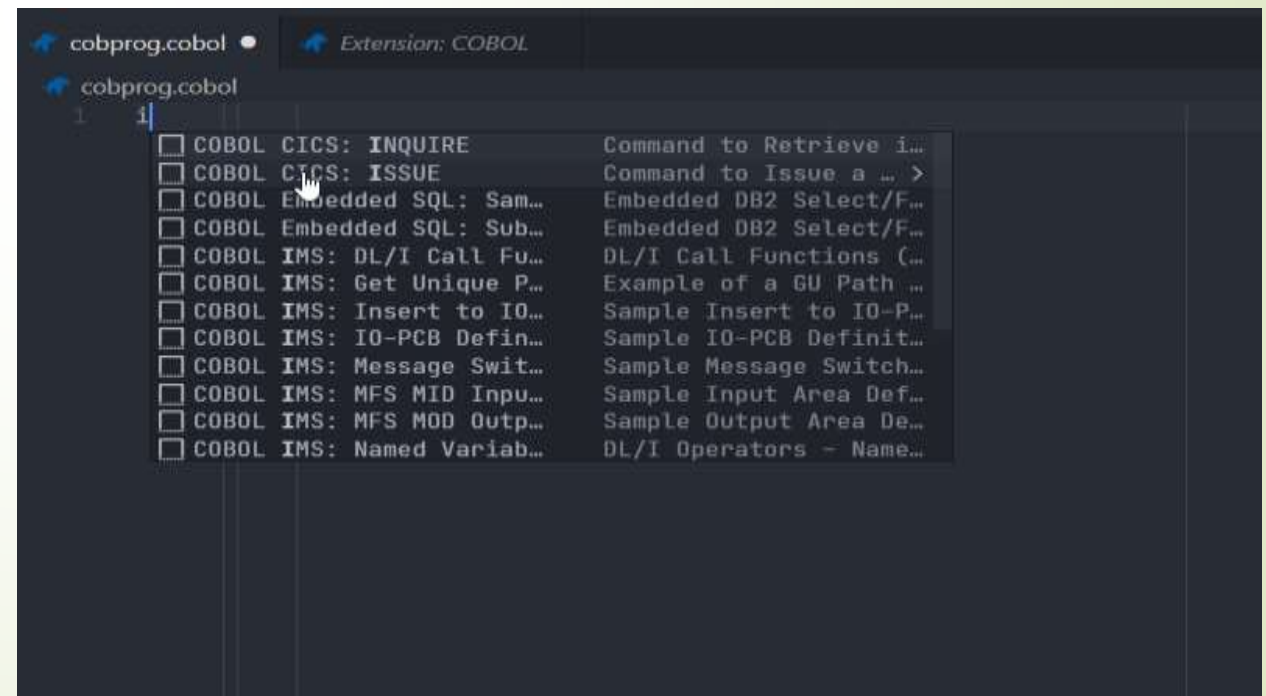 cobprog.cobol ● Extension: COBOL
cobprog.cobol
1 i
COBOL CICS: INQUIRE Command to Retrieve i…
COBOL CICS: ISSUE Command to Issue a … >
COBOL Embedded SQL: Sam… Embedded DB2 Select/F…
COBOL Embedded SQL: Sub… Embedded DB2 Select/F…
COBOL IMS: DL/I Call Fu… DL/I Call Functions (…
COBOL IMS: Get Unique P… Example of a GU Path …
COBOL IMS: Insert to IO… Sample Insert to IO-P…
COBOL IMS: IO-PCB Defin… Sample IO-PCB Definit…
COBOL IMS: Message Swit… Sample Message Switch…
COBOL IMS: MFS MID Inpu… Sample Input Area Def…
COBOL IMS: MFS MOD Outp… Sample Output Area De…
COBOL IMS: Named Variab… DL/I Operators - Name…